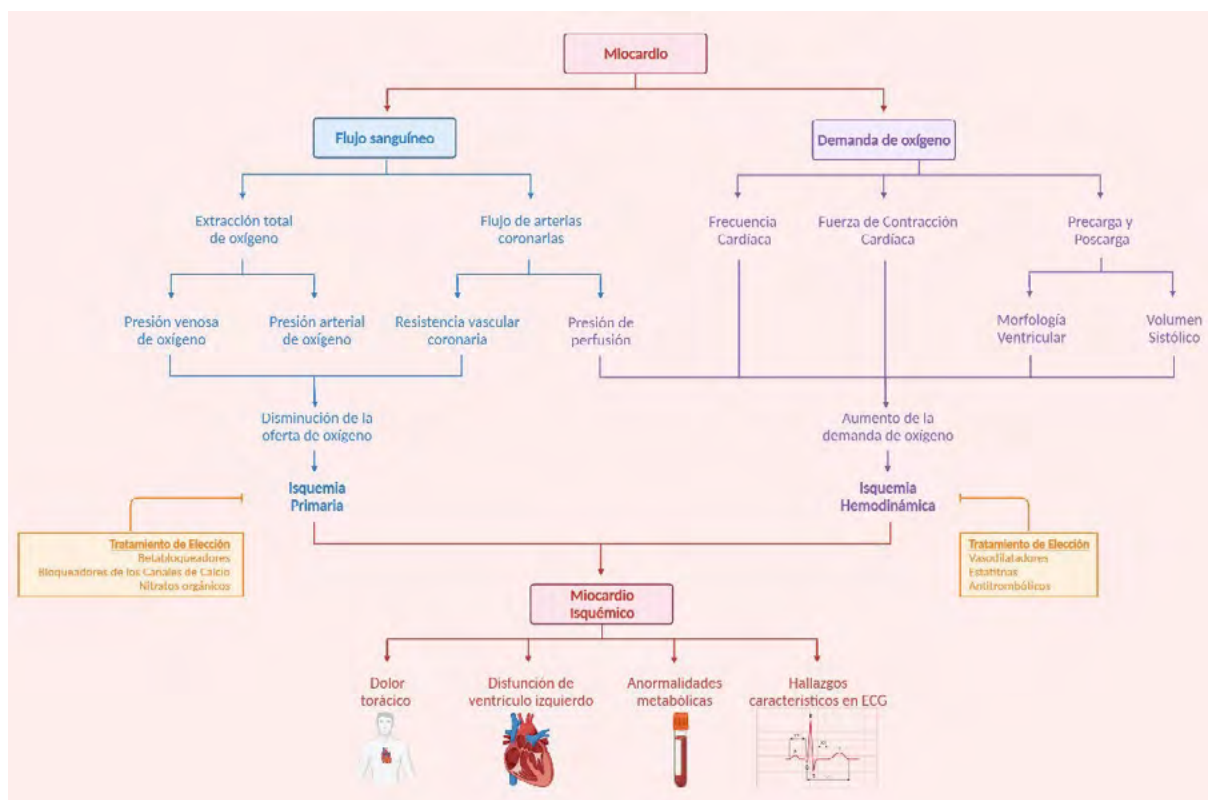 Miocardio
Flujo sanguíneo
Demanda de oxígeno
Extracción total
de oxígeno
Flujo de arterias
coronarias
Frecuencia
Cardíaca
Fuerza de Contracción
Cardíaca
Precarga y
Poscarga
Presión venosa
de oxígeno
Presión arterial
de oxígeno
Resistencia vascular
coronaria
Presión de
perfusión
Morfología
Ventricular
Volumen
Sistólico
Disminución de la
oferta de oxígeno
Aumento de la
demanda de oxígeno
Isquemia
Primaria
Isquemia
Hemodinámica
Tratamiento de Elección
Betabloqueadores
Bloqueadores de los Canales de Calcio
Nitratos orgánicos
Tratamiento de Elección
Vasodilatadores
Estatitnas
Antitrombólicos
Miocardio
Isquémico
Dolor
torácico
Disfunción de
ventrículo izquierdo
Anormalidades
metabólicas
Hallazgos
característicos en ECG